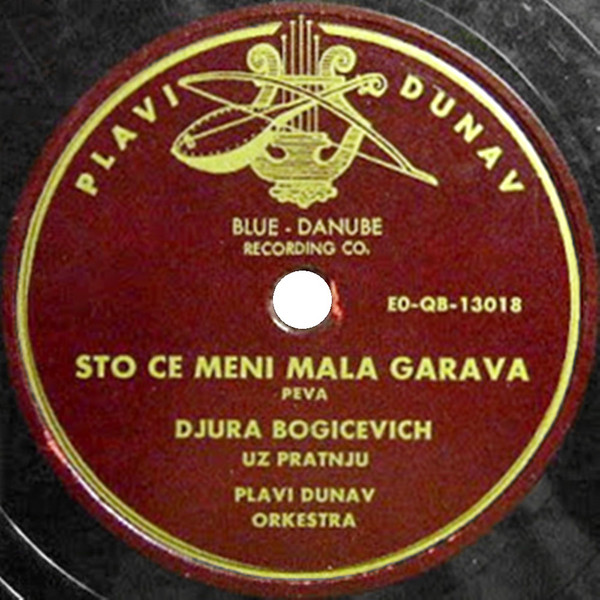 PLAVI DUNAV
BLUE - DANUBE
RECORDING CO.
E0-QB-13018
STO CE MENI MALA GARAVA
PEVA
DJURA BOGICEVICH
UZ PRATNJU
PLAVI DUNAV
ORKESTRA